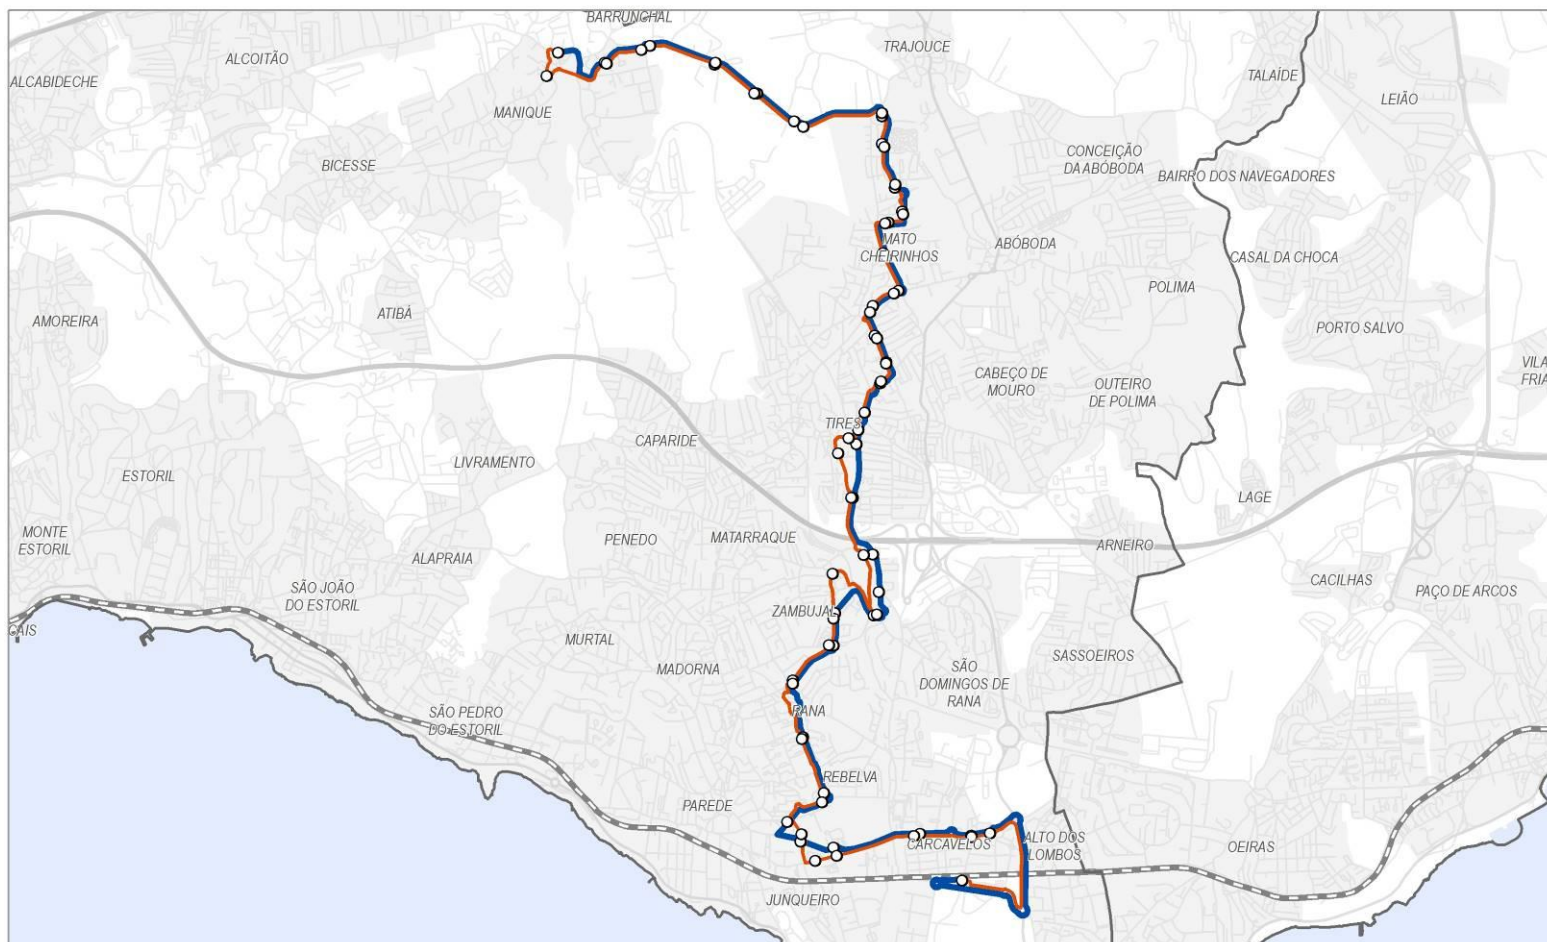 BARRUNCHAL
TRAJOUCE
ALCOITÃO
ALCABIDECHE
TALAÍDE
LEIÃO
MANIQUE
BICESSE
CONCEIÇÃO
DA ABÓBODA
BAIRRO DOS NAVEGADORES
MATO
CHEIRINHOS
ABÓBODA
CASAL DA CHOCA
POLIMA
ATIBÁ
AMOREIRA
PORTO SALVO
VILA
FRIA
CABEÇO DE
MOURO
OUTEIRO
DE POLIMA
TIRES
CAPARIDE
LIVRAMENTO
ESTORIL
LAGE
MONTE
ESTORIL
PENEDO
MATARRAQUE
ARNEIRO
ALAPRAIA
CACILHAS
SÃO JOÃO
DO ESTORIL
PAÇO DE ARCOS
ZAMBUJAL
CAIS
MURTAL
SASSOEIROS
MADORNA
SÃO
DOMINGOS DE
RANA
SÃO PEDRO
DO ESTORIL
RANA
REBELVA
PAREDE
CARCAVELOS
ALTO DOS
LOMBOS
OEIRAS
JUNQUEIRO